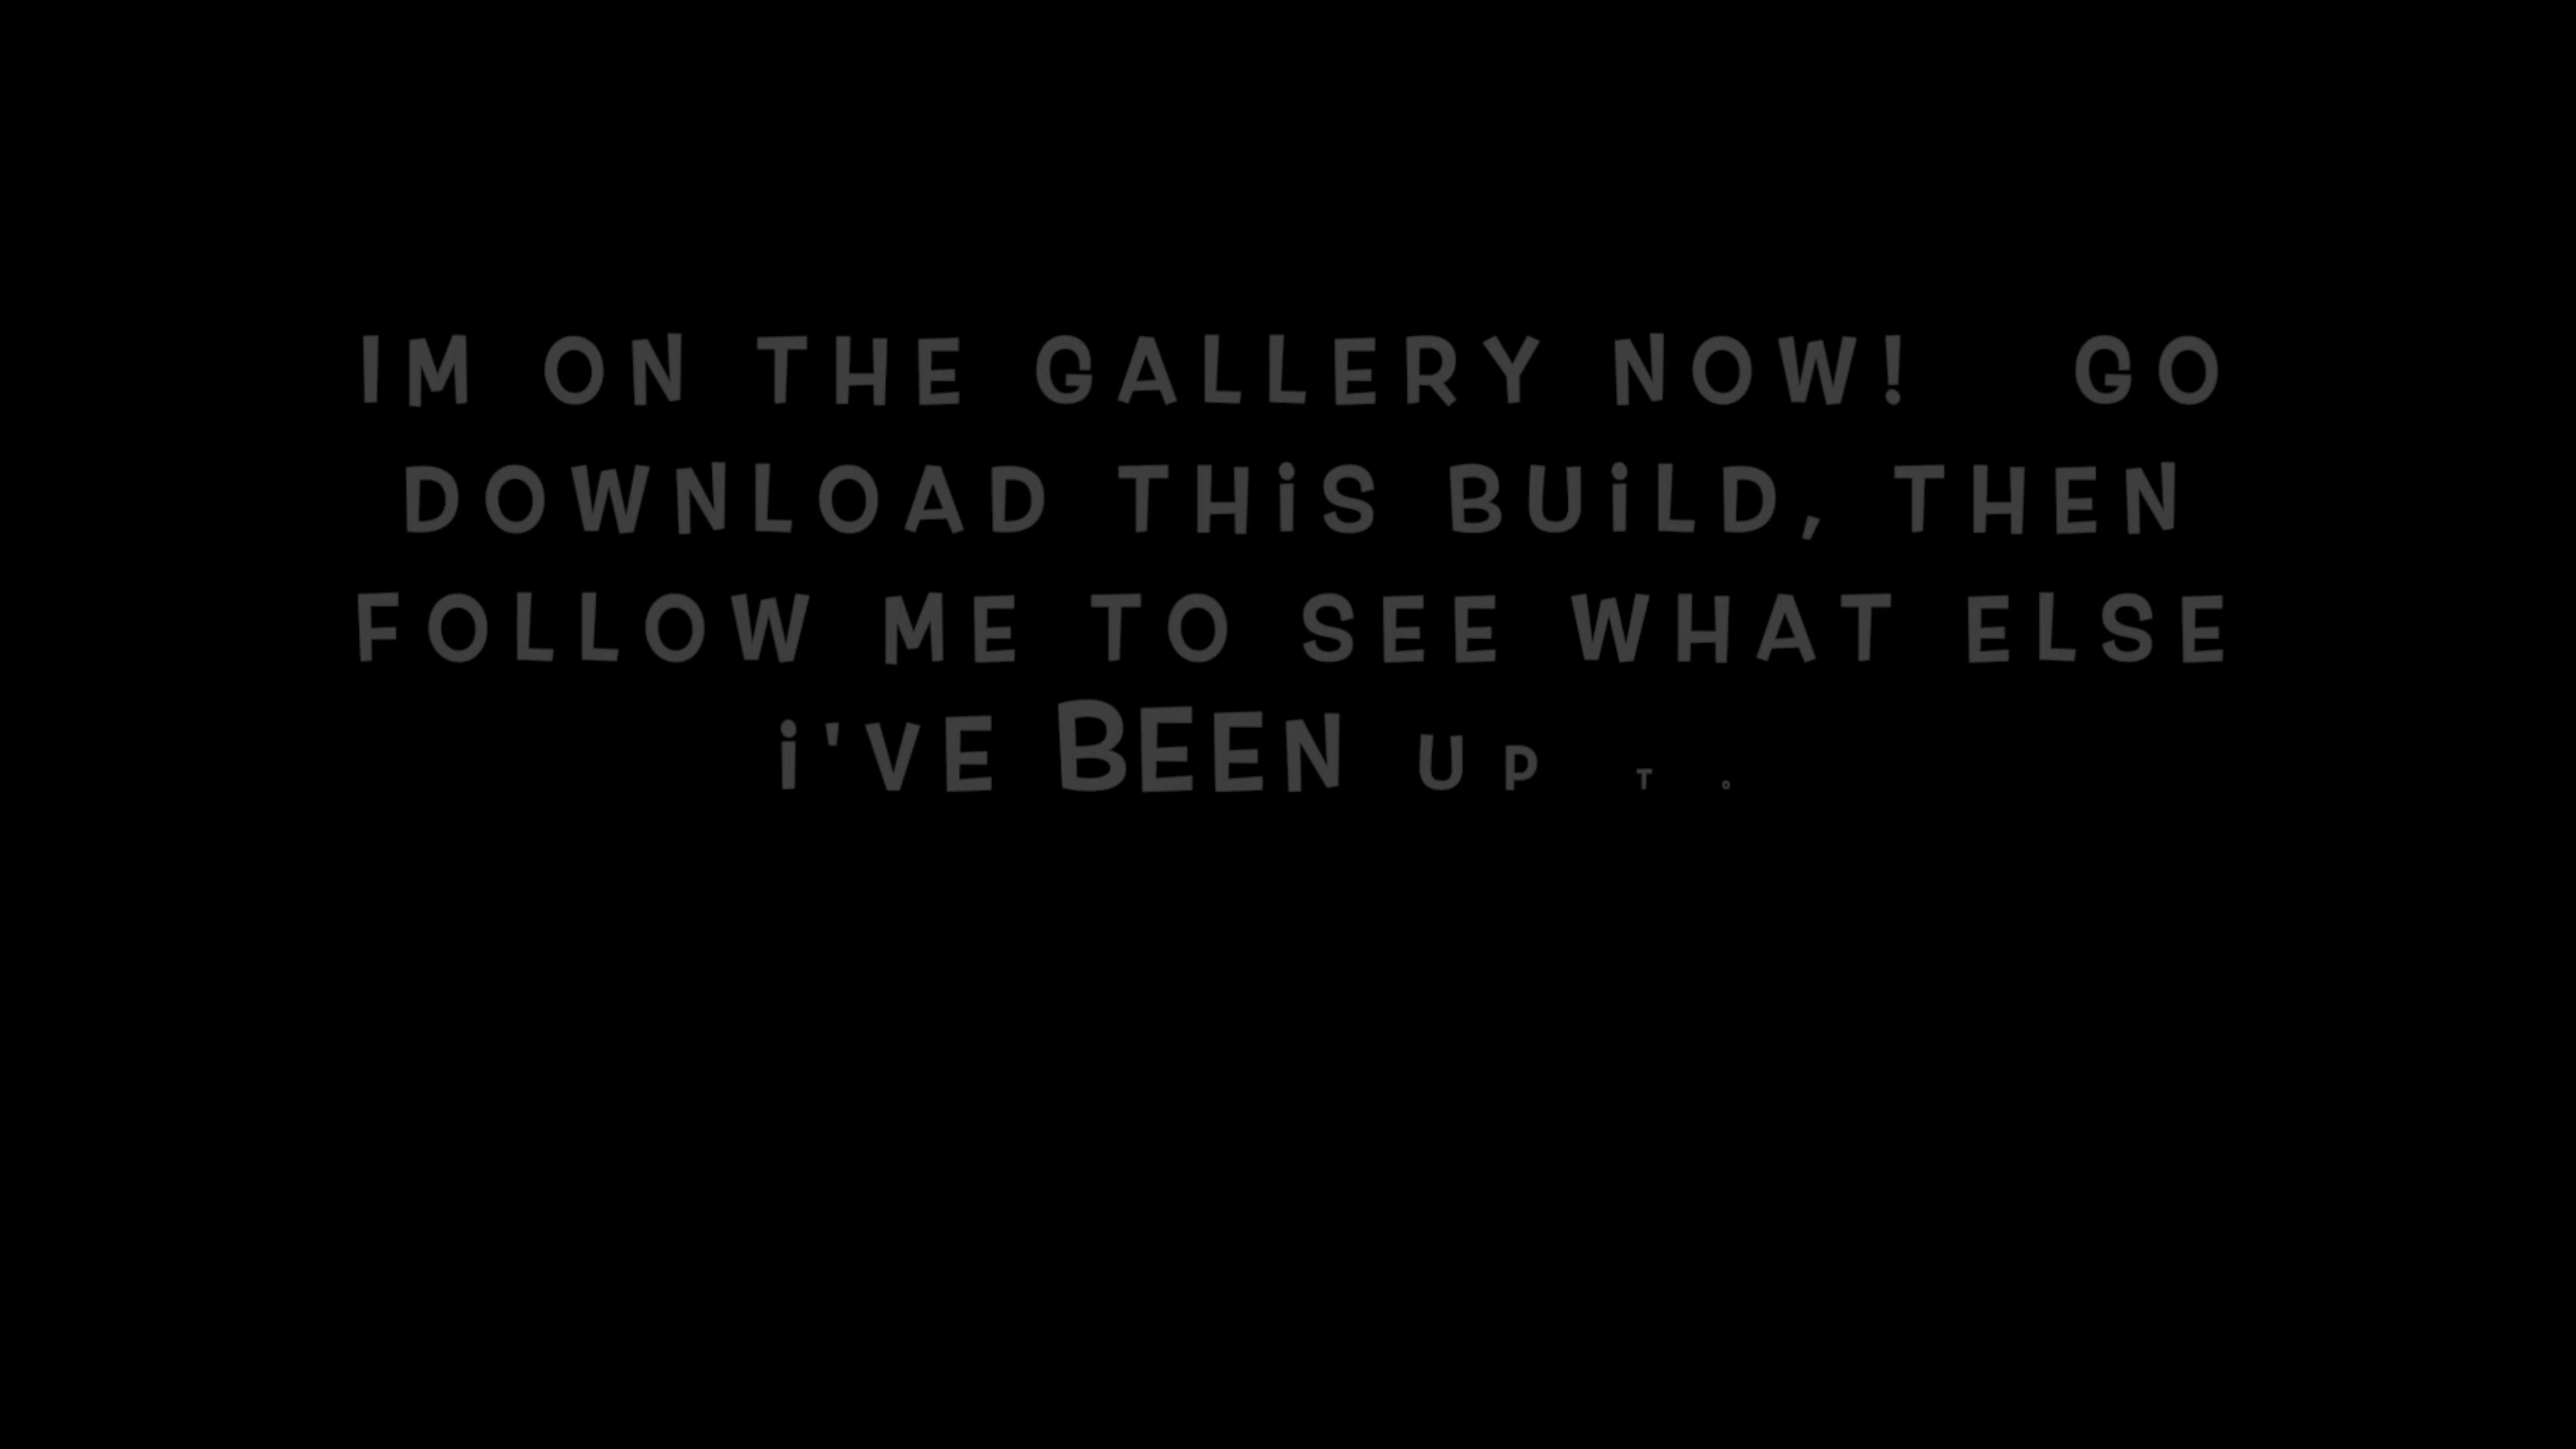 IM ON THE GALLERY NOW! GO
DOWNLOAD THiS BUiLD, THEN
FOLLOW ME TO SEE WHAT ELSE
i'VE BEEN UP TO